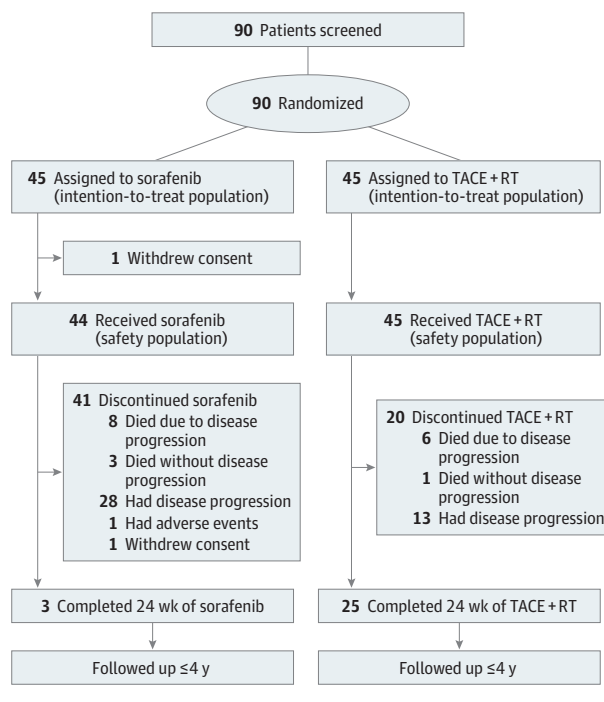 90 Patients screened
90 Randomized
45 Assigned to sorafenib
(intention-to-treat population)
1 Withdrew consent
44 Received sorafenib
(safety population)
41 Discontinued sorafenib
8 Died due to disease
progression
3 Died without disease
progression
28 Had disease progression
1 Had adverse events
1 Withdrew consent
3 Completed 24 wk of sorafenib
Followed up ≤4 y
45 Assigned to TACE + RT
(intention-to-treat population)
45 Received TACE + RT
(safety population)
20 Discontinued TACE + RT
6 Died due to disease
progression
1 Died without disease
progression
13 Had disease progression
25 Completed 24 wk of TACE + RT
Followed up ≤4 y